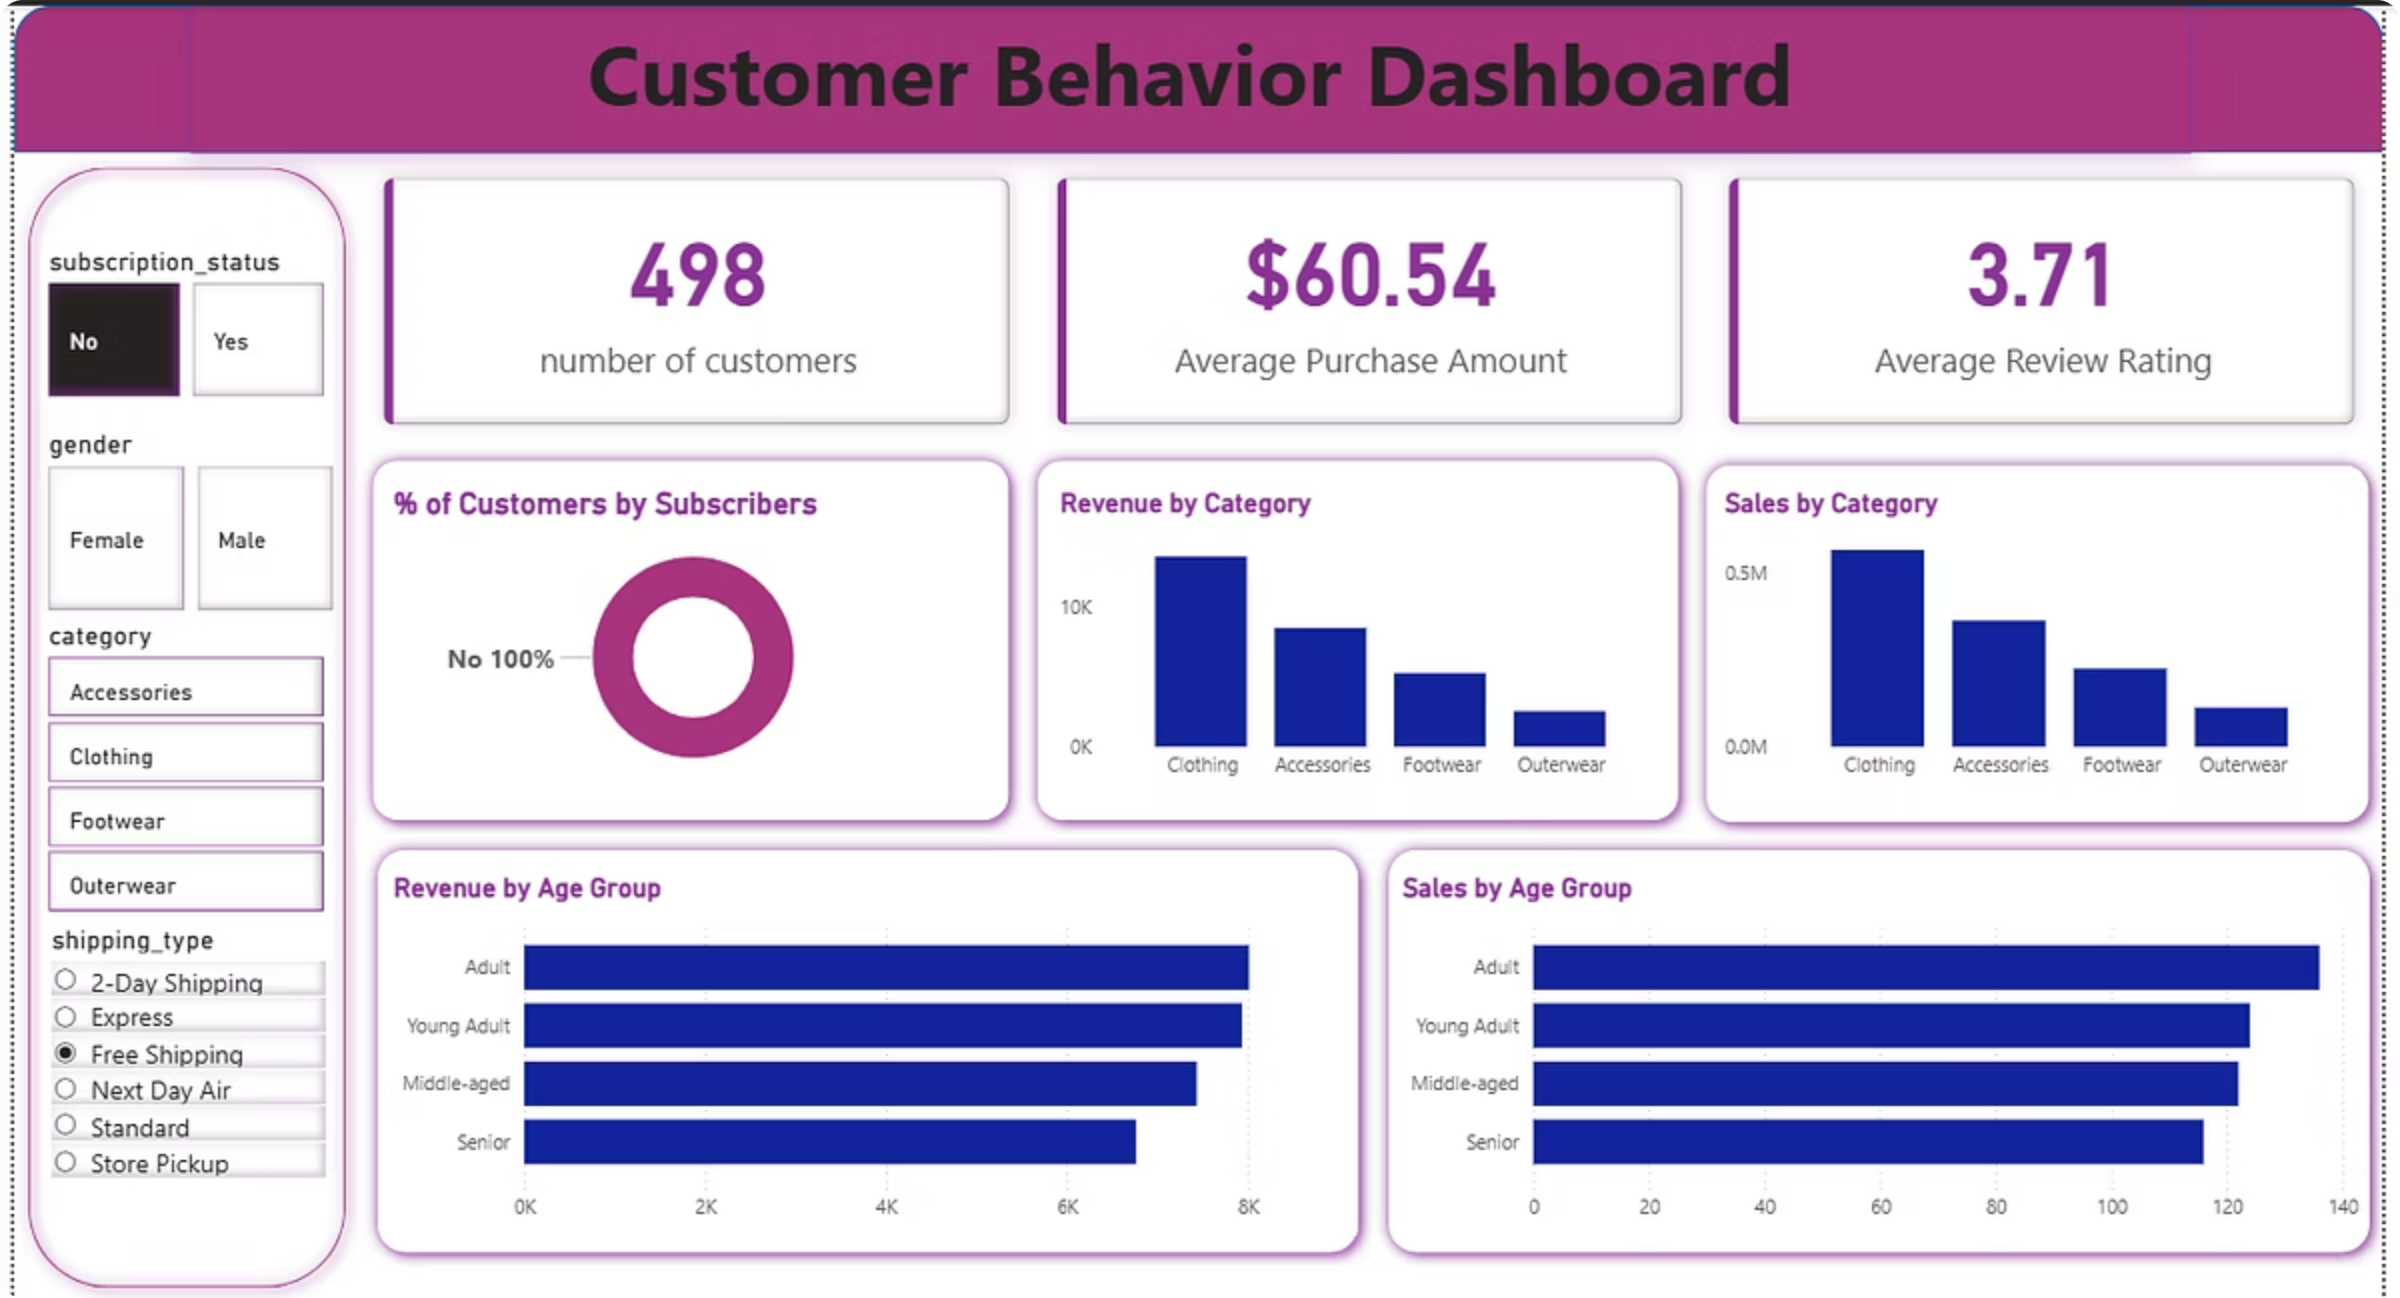 Customer Behavior Dashboard
subscription_status
No
Yes
gender
Female
Male
category
Accessories
Clothing
Footwear
Outerwear
shipping_type
2-Day Shipping
Express
Free Shipping
Next Day Air
Standard
Store Pickup
498
number of customers
$60.54
Average Purchase Amount
3.71
Average Review Rating
% of Customers by Subscribers
No 100%
Revenue by Category
10K
0K
Clothing Accessories Footwear Outerwear
Sales by Category
0.5M
0.0M
Clothing Accessories Footwear Outerwear
Revenue by Age Group
Adult
Young Adult
Middle-aged
Senior
0K 2K 4K 6K 8K
Sales by Age Group
Adult
Young Adult
Middle-aged
Senior
0 20 40 60 80 100 120 140